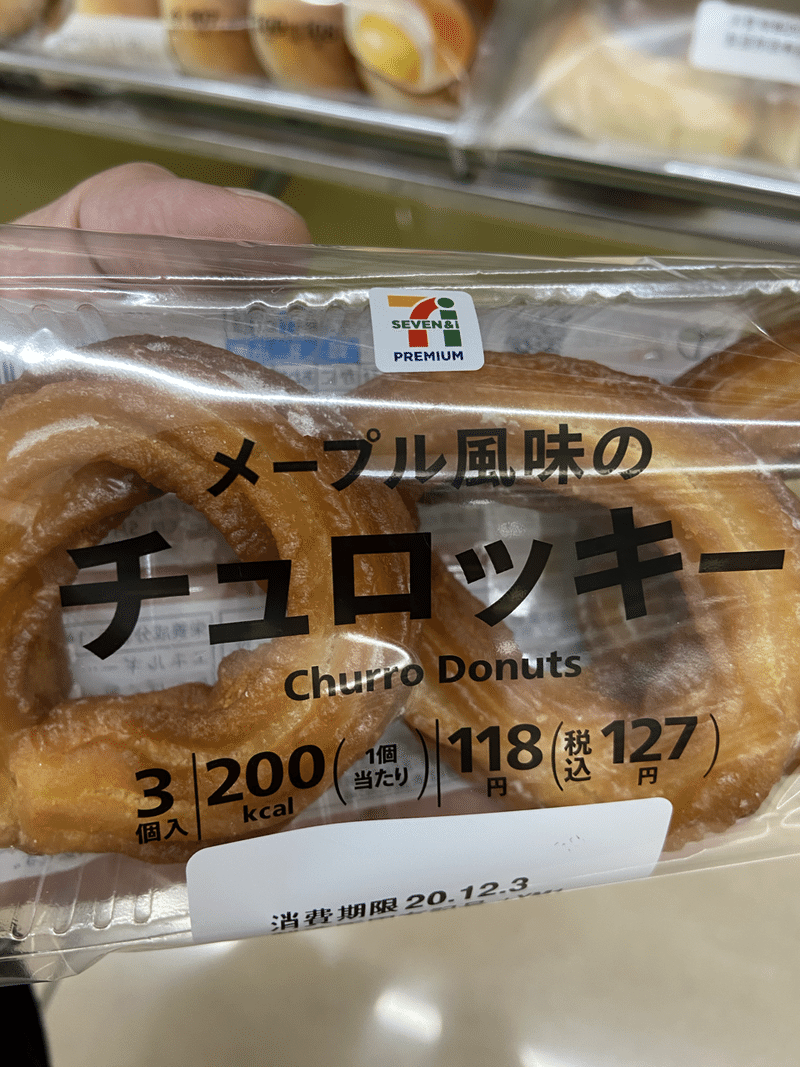 SEVEN&i
PREMIUM
メープル風味の
チュロッキー
Churro Donuts
3個入
200kcal(1個当たり)
118円(税込127円)
消費期限 20.12.3